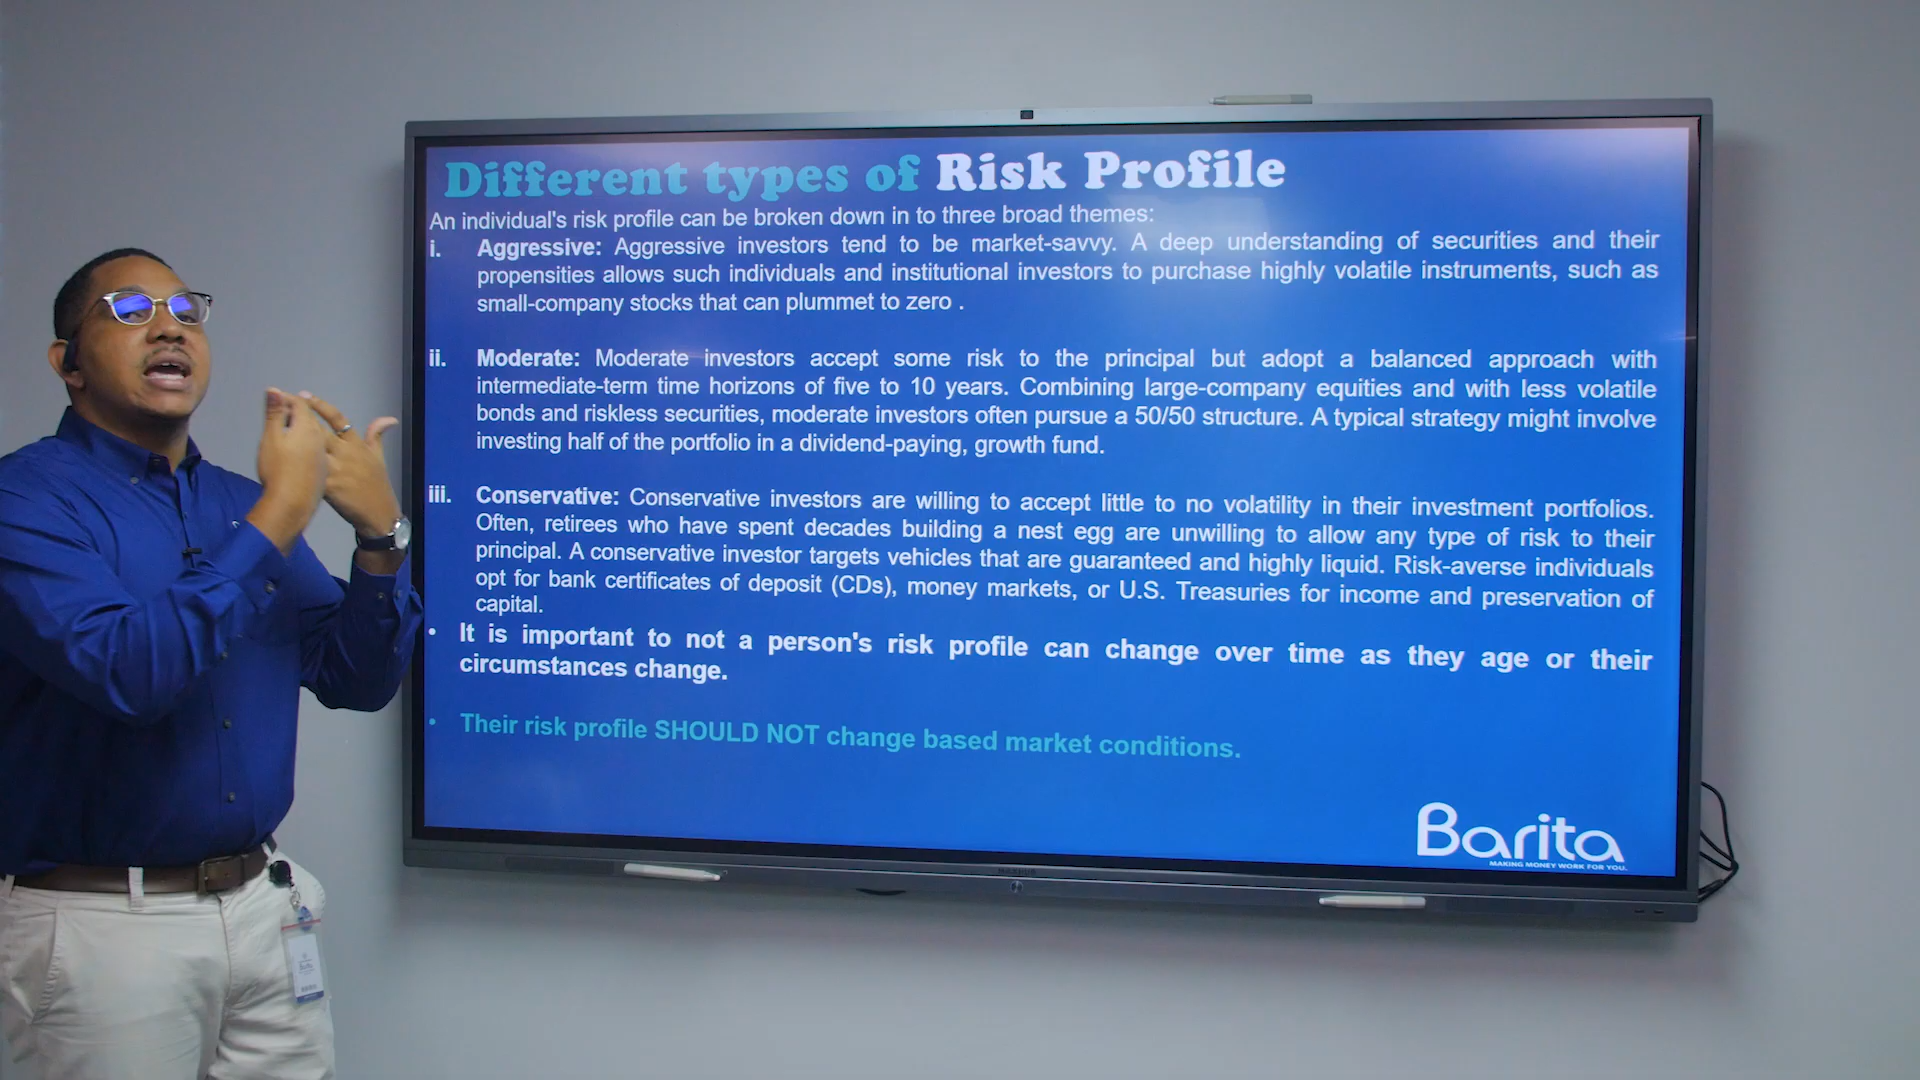 Different types of Risk Profile
An individual's risk profile can be broken down in to three broad themes:
i. Aggressive: Aggressive investors tend to be market-savvy. A deep understanding of securities and their
propensities allows such individuals and institutional investors to purchase highly volatile instruments, such as
small-company stocks that can plummet to zero .
ii. Moderate: Moderate investors accept some risk to the principal but adopt a balanced approach with
intermediate-term time horizons of five to 10 years. Combining large-company equities and with less volatile
bonds and riskless securities, moderate investors often pursue a 50/50 structure. A typical strategy might involve
investing half of the portfolio in a dividend-paying, growth fund.
iii. Conservative: Conservative investors are willing to accept little to no volatility in their investment portfolios.
Often, retirees who have spent decades building a nest egg are unwilling to allow any type of risk to their
principal. A conservative investor targets vehicles that are guaranteed and highly liquid. Risk-averse individuals
opt for bank certificates of deposit (CDs), money markets, or U.S. Treasuries for income and preservation of
capital.
• It is important to not a person's risk profile can change over time as they age or their
circumstances change.
• Their risk profile SHOULD NOT change based market conditions.
Barita
MAKING MONEY WORK FOR YOU.